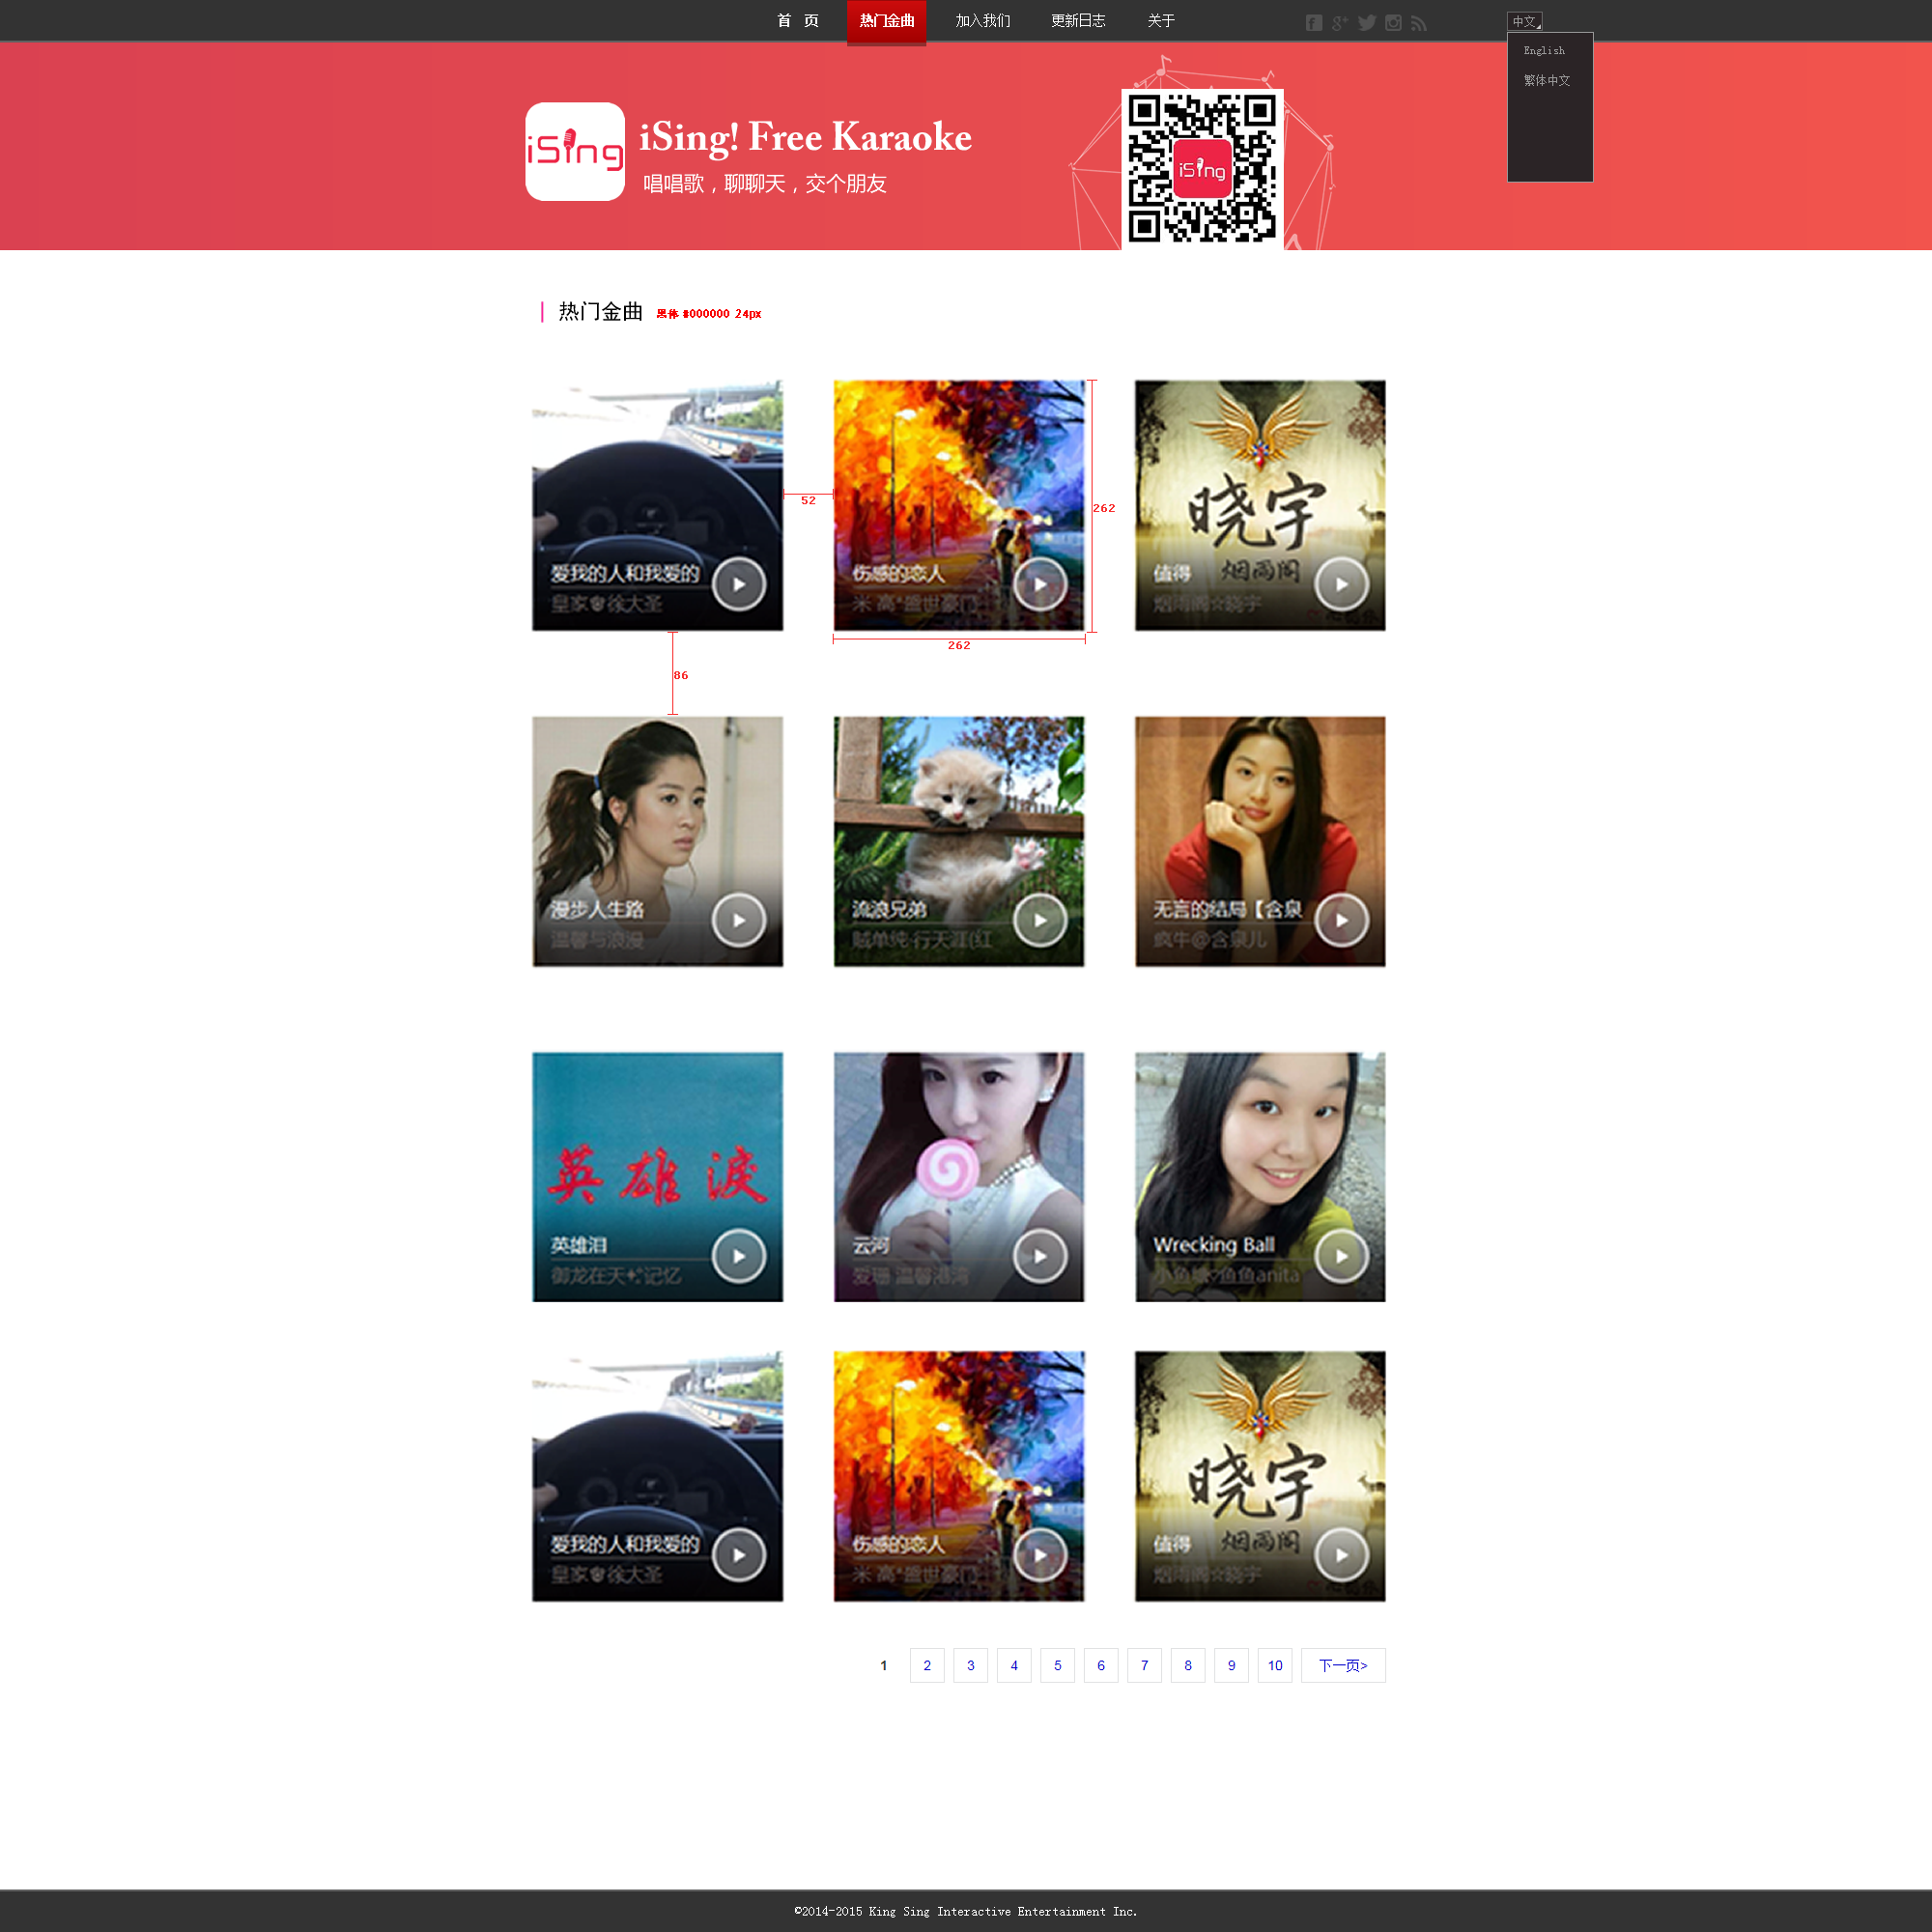 首 页 热门金曲 加入我们 更新日志 关于
中文
English
繁体中文
iSing
iSing! Free Karaoke
唱唱歌，聊聊天，交个朋友
iSing
热门金曲 黑体 #000000 24px
52
262
262
86
爱我的人和我爱的
皇家 徐大圣
伤感的恋人
米 高*盛世豪门
晓宇
烟雨阁
值得
烟雨阁☆晓宇
漫步人生路
温馨与浪漫
流浪兄弟
贼单纯·行天涯(红
无言的结局【含泉
疯牛@含泉儿
英雄淚
英雄泪
御龙在天 记忆
云河
爱珊 温馨港湾
Wrecking Ball
鱼鱼anita
爱我的人和我爱的
皇家 徐大圣
伤感的恋人
米 高*盛世豪门
晓宇
烟雨阁
值得
烟雨阁☆晓宇
1 2 3 4 5 6 7 8 9 10 下一页>
©2014-2015 King Sing Interactive Entertainment Inc.